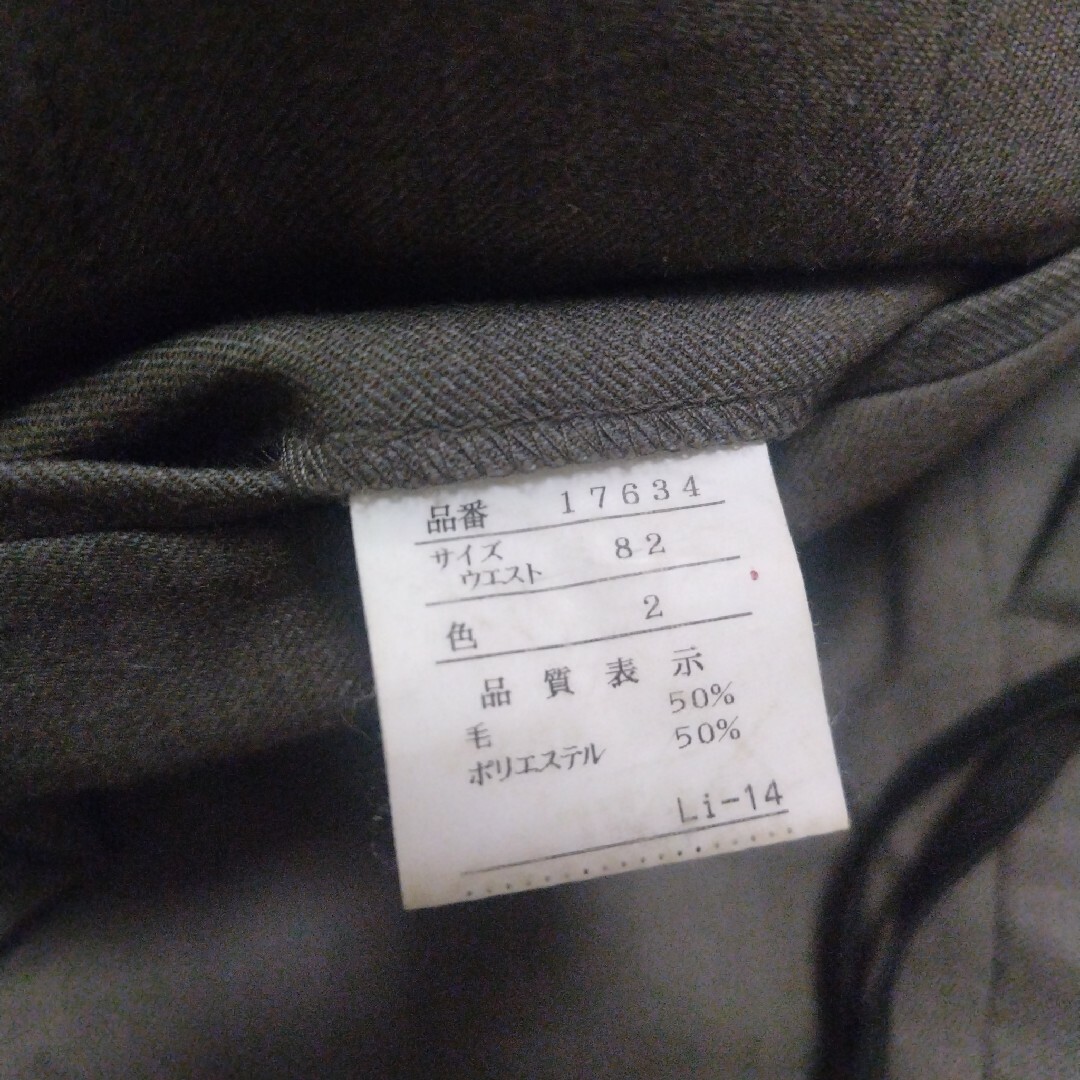 品番 17634
サイズ
ウエスト 82
色 2
品質表示
毛 50%
ポリエステル 50%
Li-14